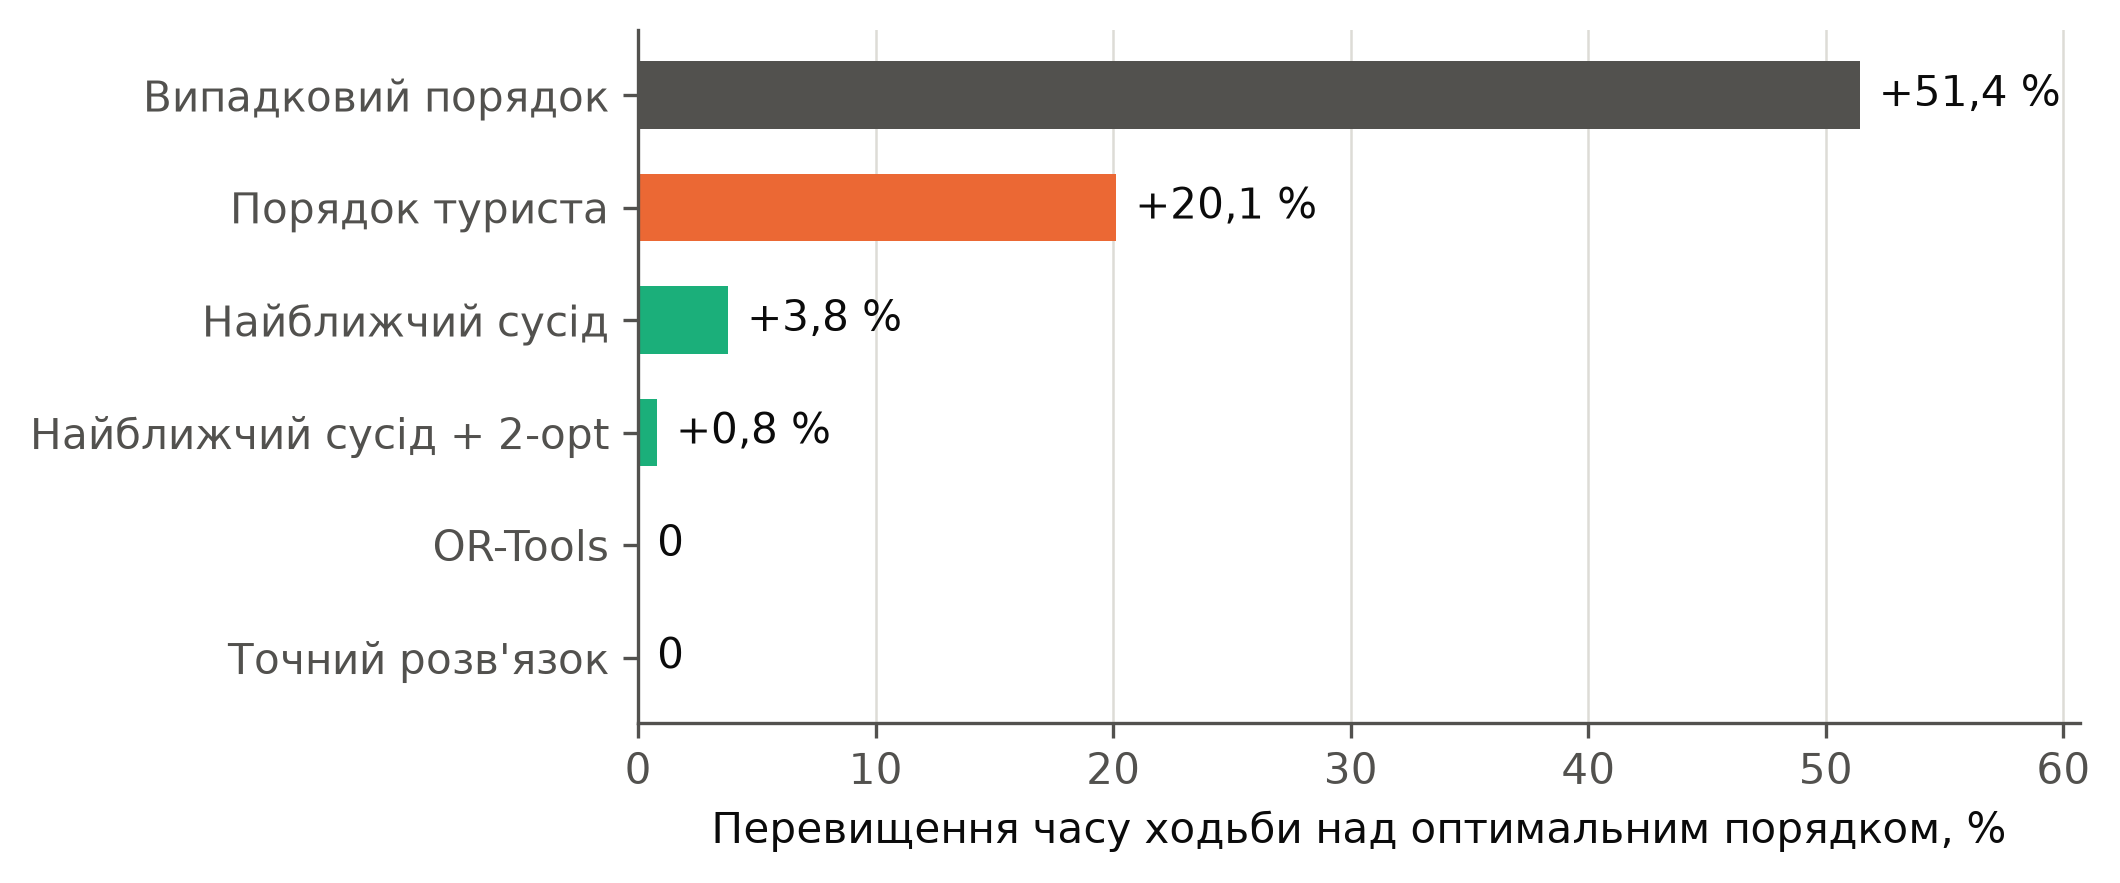 Випадковий порядок +51,4 %
Порядок туриста +20,1 %
Найближчий сусід +3,8 %
Найближчий сусід + 2-opt +0,8 %
OR-Tools 0
Точний розв'язок 0
0 10 20 30 40 50 60
Перевищення часу ходьби над оптимальним порядком, %